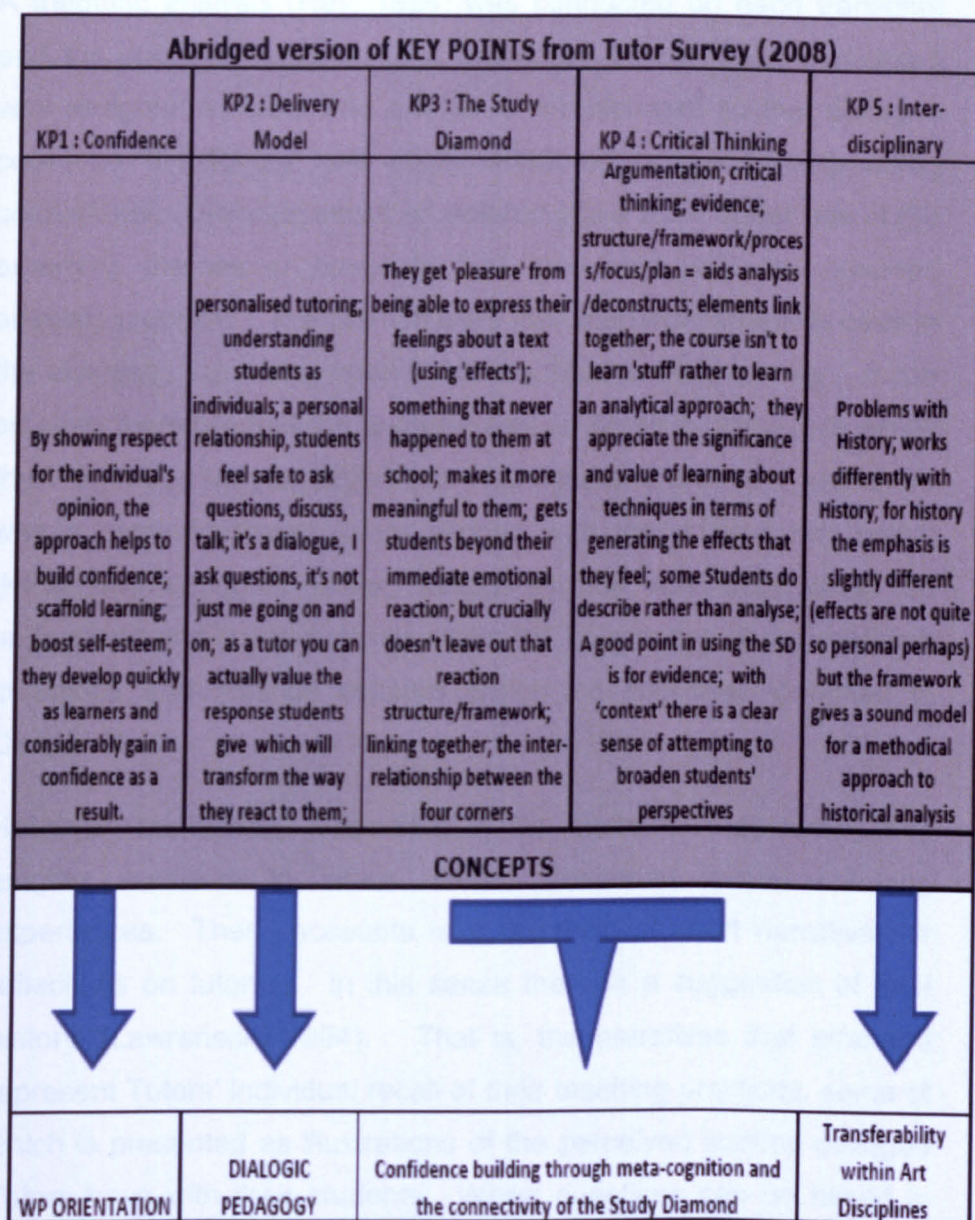 Abridged version of KEY POINTS from Tutor Survey (2008)
KP1 : Confidence
KP2 : Delivery
Model
KP3 : The Study
Diamond
KP 4 : Critical Thinking
KP 5 : Inter-
disciplinary
By showing respect
for the individual's
opinion, the
approach helps to
build confidence;
scaffold learning;
boost self-esteem;
they develop quickly
as learners and
considerably gain in
confidence as a
result.
personalised tutoring;
understanding
students as
individuals; a personal
relationship, students
feel safe to ask
questions, discuss,
talk; it's a dialogue, I
ask questions, it's not
just me going on and
on; as a tutor you can
actually value the
response students
give which will
transform the way
they react to them;
They get 'pleasure' from
being able to express their
feelings about a text
(using 'effects');
something that never
happened to them at
school; makes it more
meaningful to them; gets
students beyond their
immediate emotional
reaction; but crucially
doesn't leave out that
reaction
structure/framework;
linking together; the inter-
relationship between the
four corners
Argumentation; critical
thinking; evidence;
structure/framework/proces
s/focus/plan = aids analysis
/deconstructs; elements link
together; the course isn't to
learn 'stuff' rather to learn
an analytical approach; they
appreciate the significance
and value of learning about
techniques in terms of
generating the effects that
they feel; some Students do
describe rather than analyse;
A good point in using the SD
is for evidence; with
'context' there is a clear
sense of attempting to
broaden students'
perspectives
Problems with
History; works
differently with
History; for history
the emphasis is
slightly different
(effects are not quite
so personal perhaps)
but the framework
gives a sound model
for a methodical
approach to
historical analysis
CONCEPTS
WP ORIENTATION
DIALOGIC
PEDAGOGY
Confidence building through meta-cognition and
the connectivity of the Study Diamond
Transferability
within Art
Disciplines